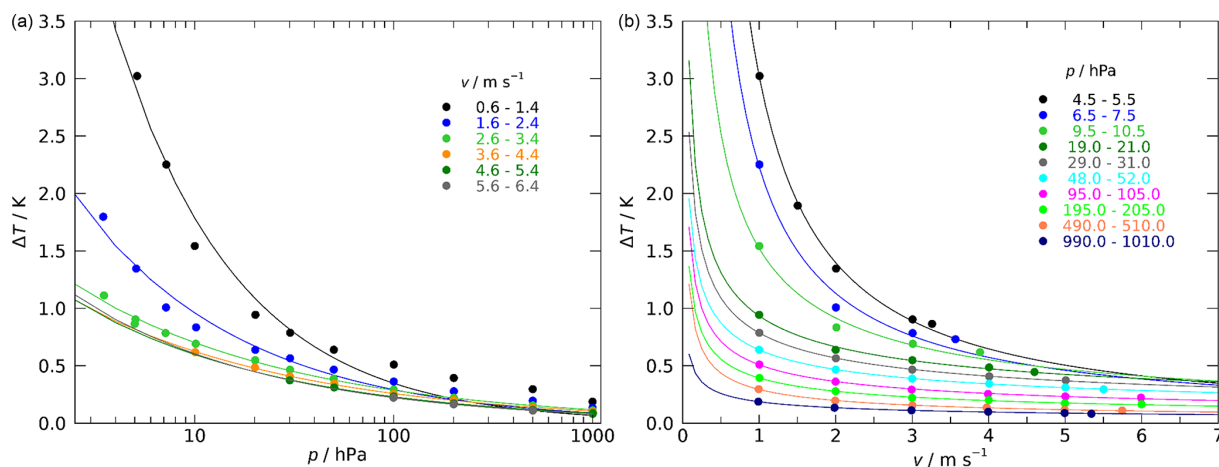 (a)
3.5
3.0
2.5
2.0
1.5
1.0
0.5
0.0
ΔT / K
10
100
1000
p / hPa
v / m s⁻¹
0.6 - 1.4
1.6 - 2.4
2.6 - 3.4
3.6 - 4.4
4.6 - 5.4
5.6 - 6.4
(b)
3.5
3.0
2.5
2.0
1.5
1.0
0.5
0.0
ΔT / K
0 1 2 3 4 5 6 7
v / m s⁻¹
p / hPa
4.5 - 5.5
6.5 - 7.5
9.5 - 10.5
19.0 - 21.0
29.0 - 31.0
48.0 - 52.0
95.0 - 105.0
195.0 - 205.0
490.0 - 510.0
990.0 - 1010.0